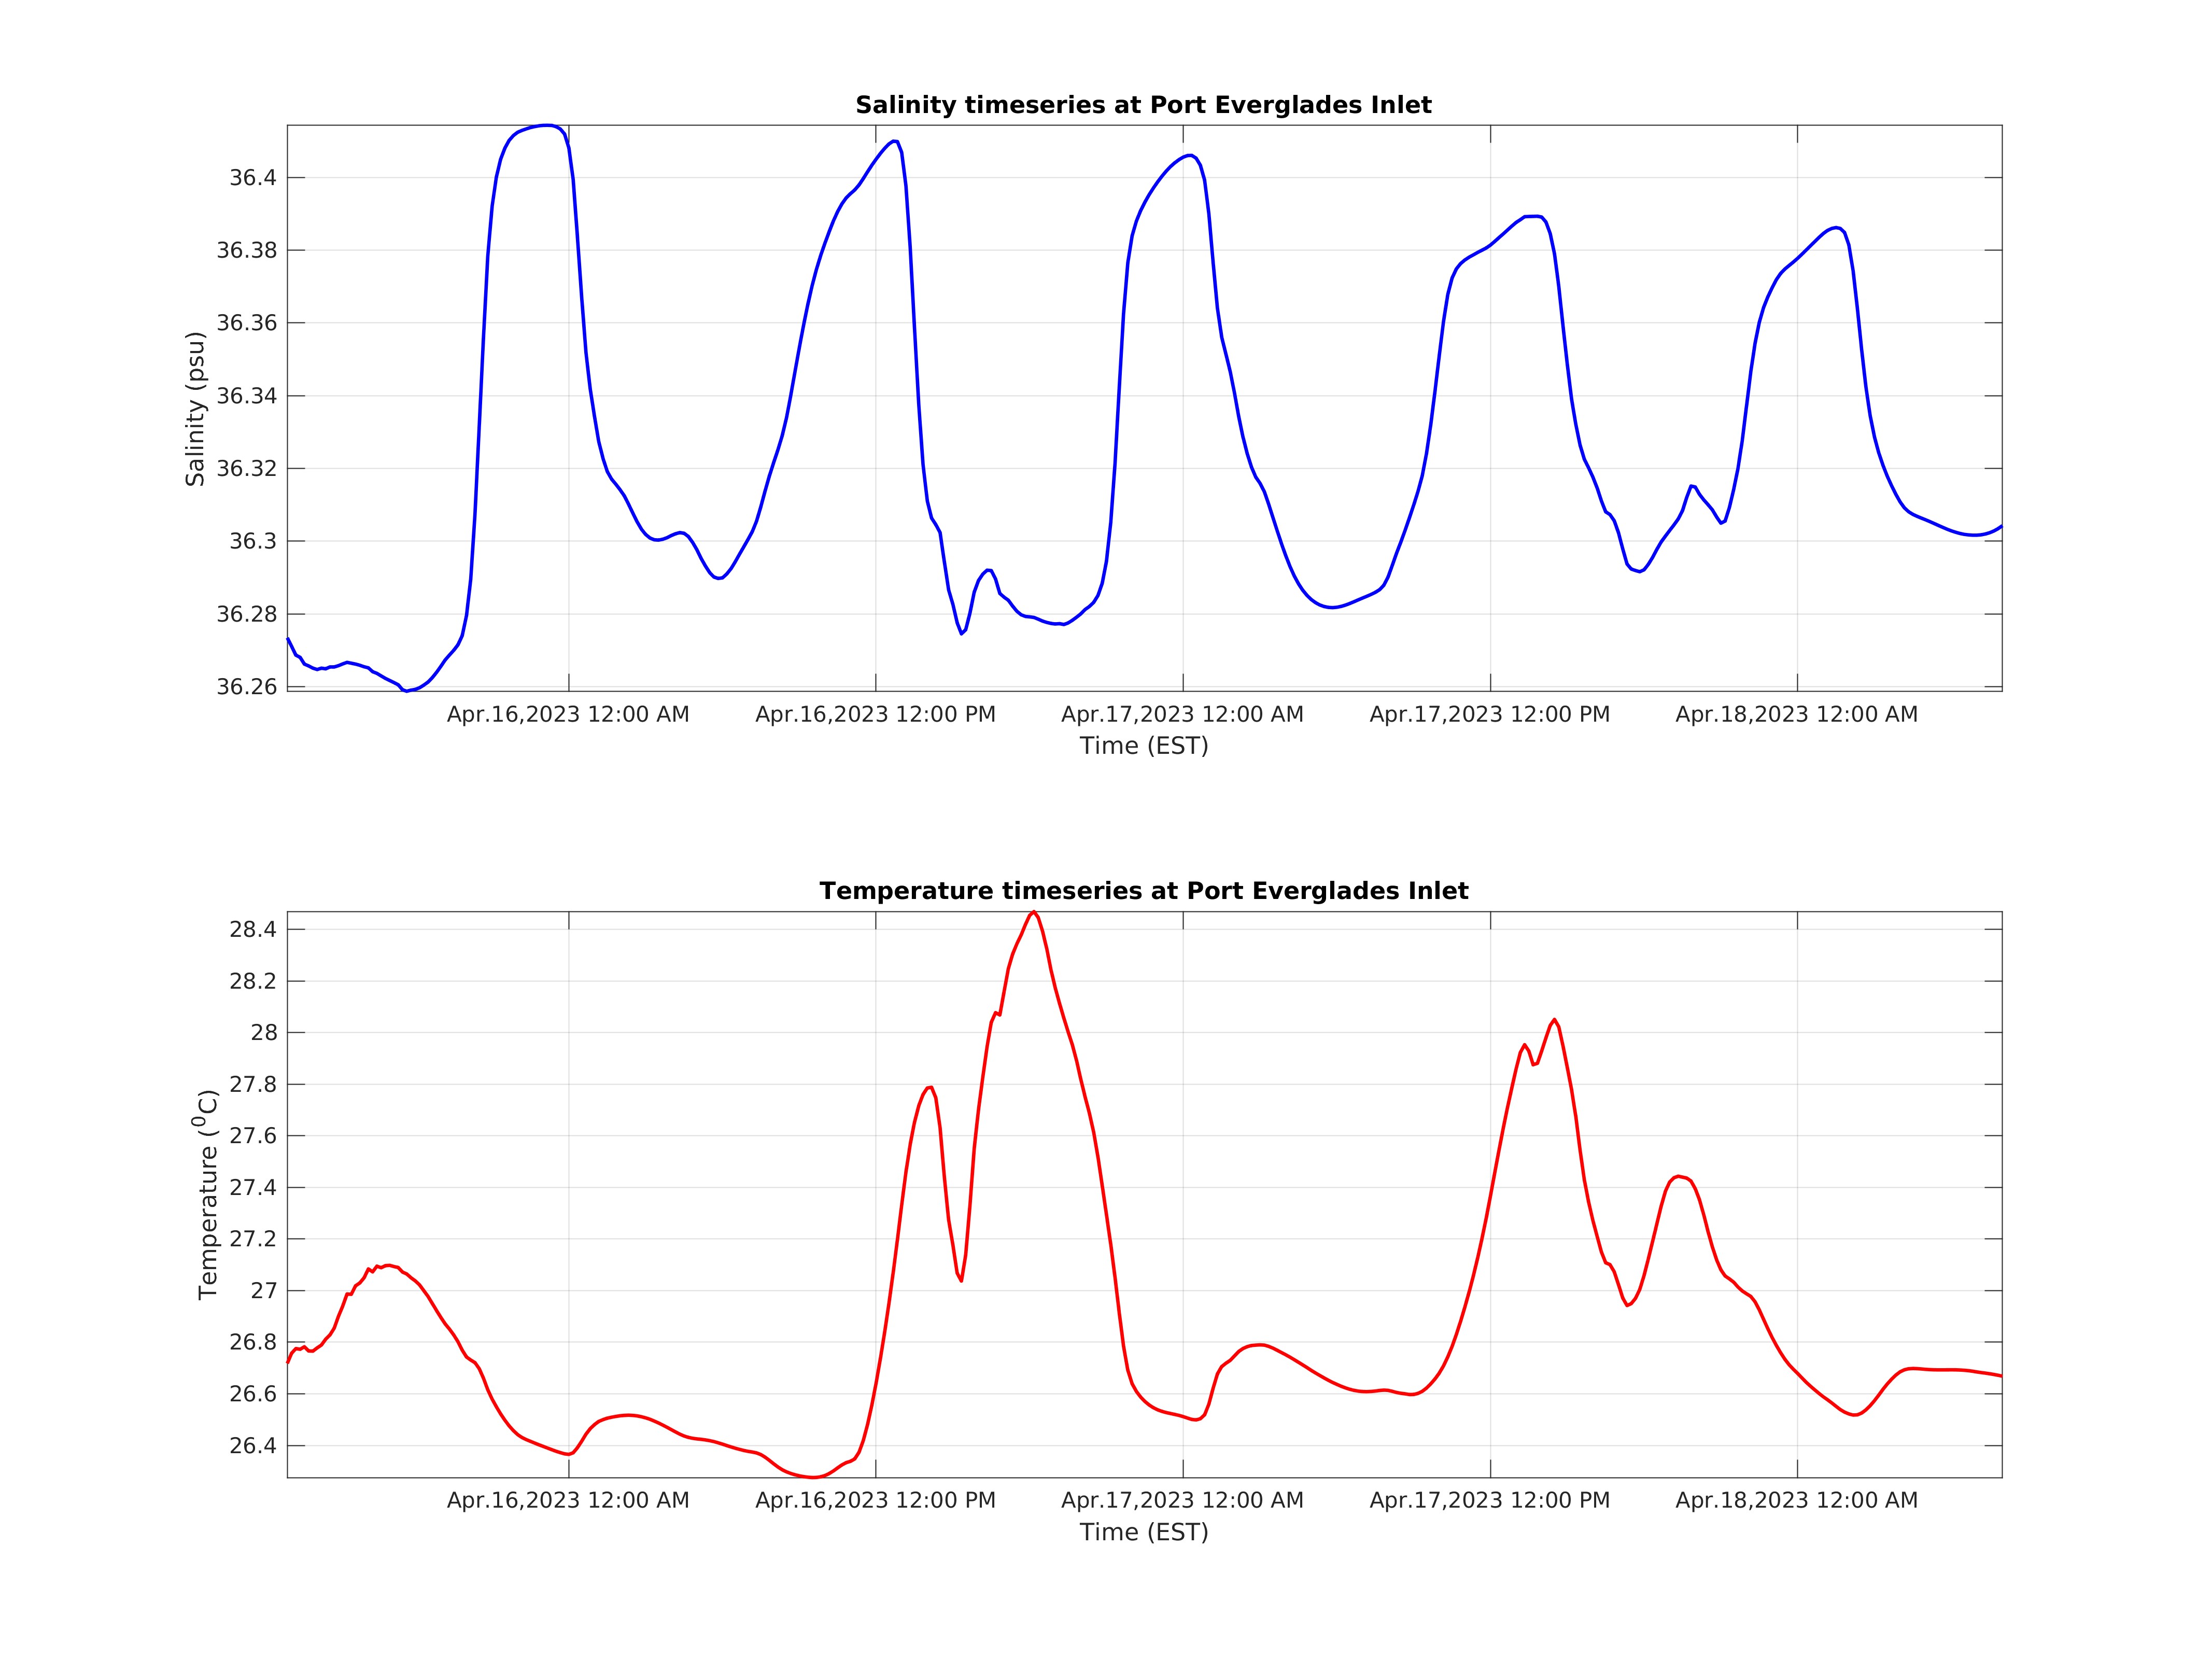 Salinity timeseries at Port Everglades Inlet
Salinity (psu)
36.4
36.38
36.36
36.34
36.32
36.3
36.28
36.26
Apr.16,2023 12:00 AM
Apr.16,2023 12:00 PM
Apr.17,2023 12:00 AM
Apr.17,2023 12:00 PM
Apr.18,2023 12:00 AM
Time (EST)
Temperature timeseries at Port Everglades Inlet
Temperature (⁰C)
28.4
28.2
28
27.8
27.6
27.4
27.2
27
26.8
26.6
26.4
Apr.16,2023 12:00 AM
Apr.16,2023 12:00 PM
Apr.17,2023 12:00 AM
Apr.17,2023 12:00 PM
Apr.18,2023 12:00 AM
Time (EST)